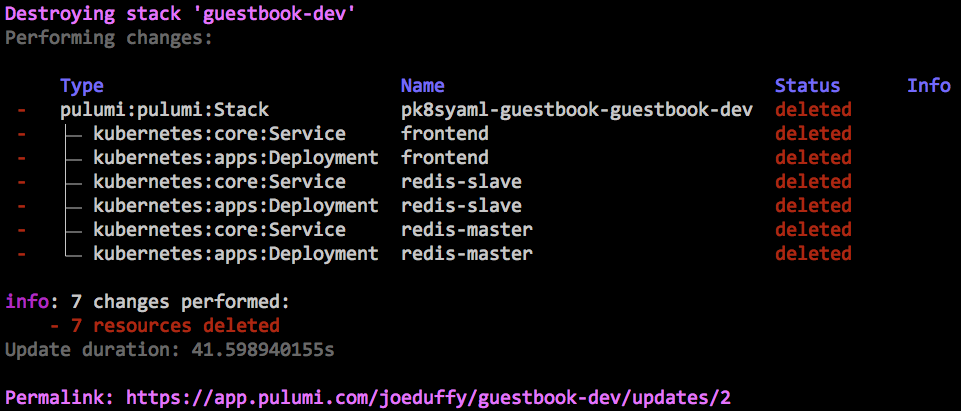 Destroying stack 'guestbook-dev'
Performing changes:
Type Name Status Info
- pulumi:pulumi:Stack pk8syaml-guestbook-guestbook-dev deleted
- ├─ kubernetes:core:Service frontend deleted
- ├─ kubernetes:apps:Deployment frontend deleted
- ├─ kubernetes:core:Service redis-slave deleted
- ├─ kubernetes:apps:Deployment redis-slave deleted
- ├─ kubernetes:core:Service redis-master deleted
- └─ kubernetes:apps:Deployment redis-master deleted
info: 7 changes performed:
- 7 resources deleted
Update duration: 41.598940155s
Permalink: https://app.pulumi.com/joeduffy/guestbook-dev/updates/2